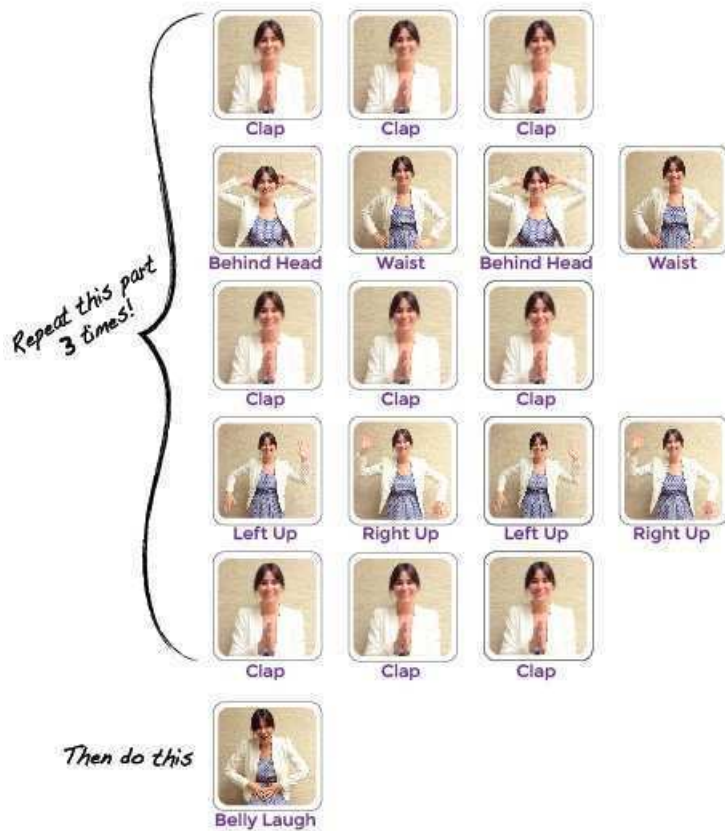 Clap Clap Clap
Behind Head Waist Behind Head Waist
Repeat this part
3 times!
Clap Clap Clap
Left Up Right Up Left Up Right Up
Clap Clap Clap
Then do this
Belly Laugh